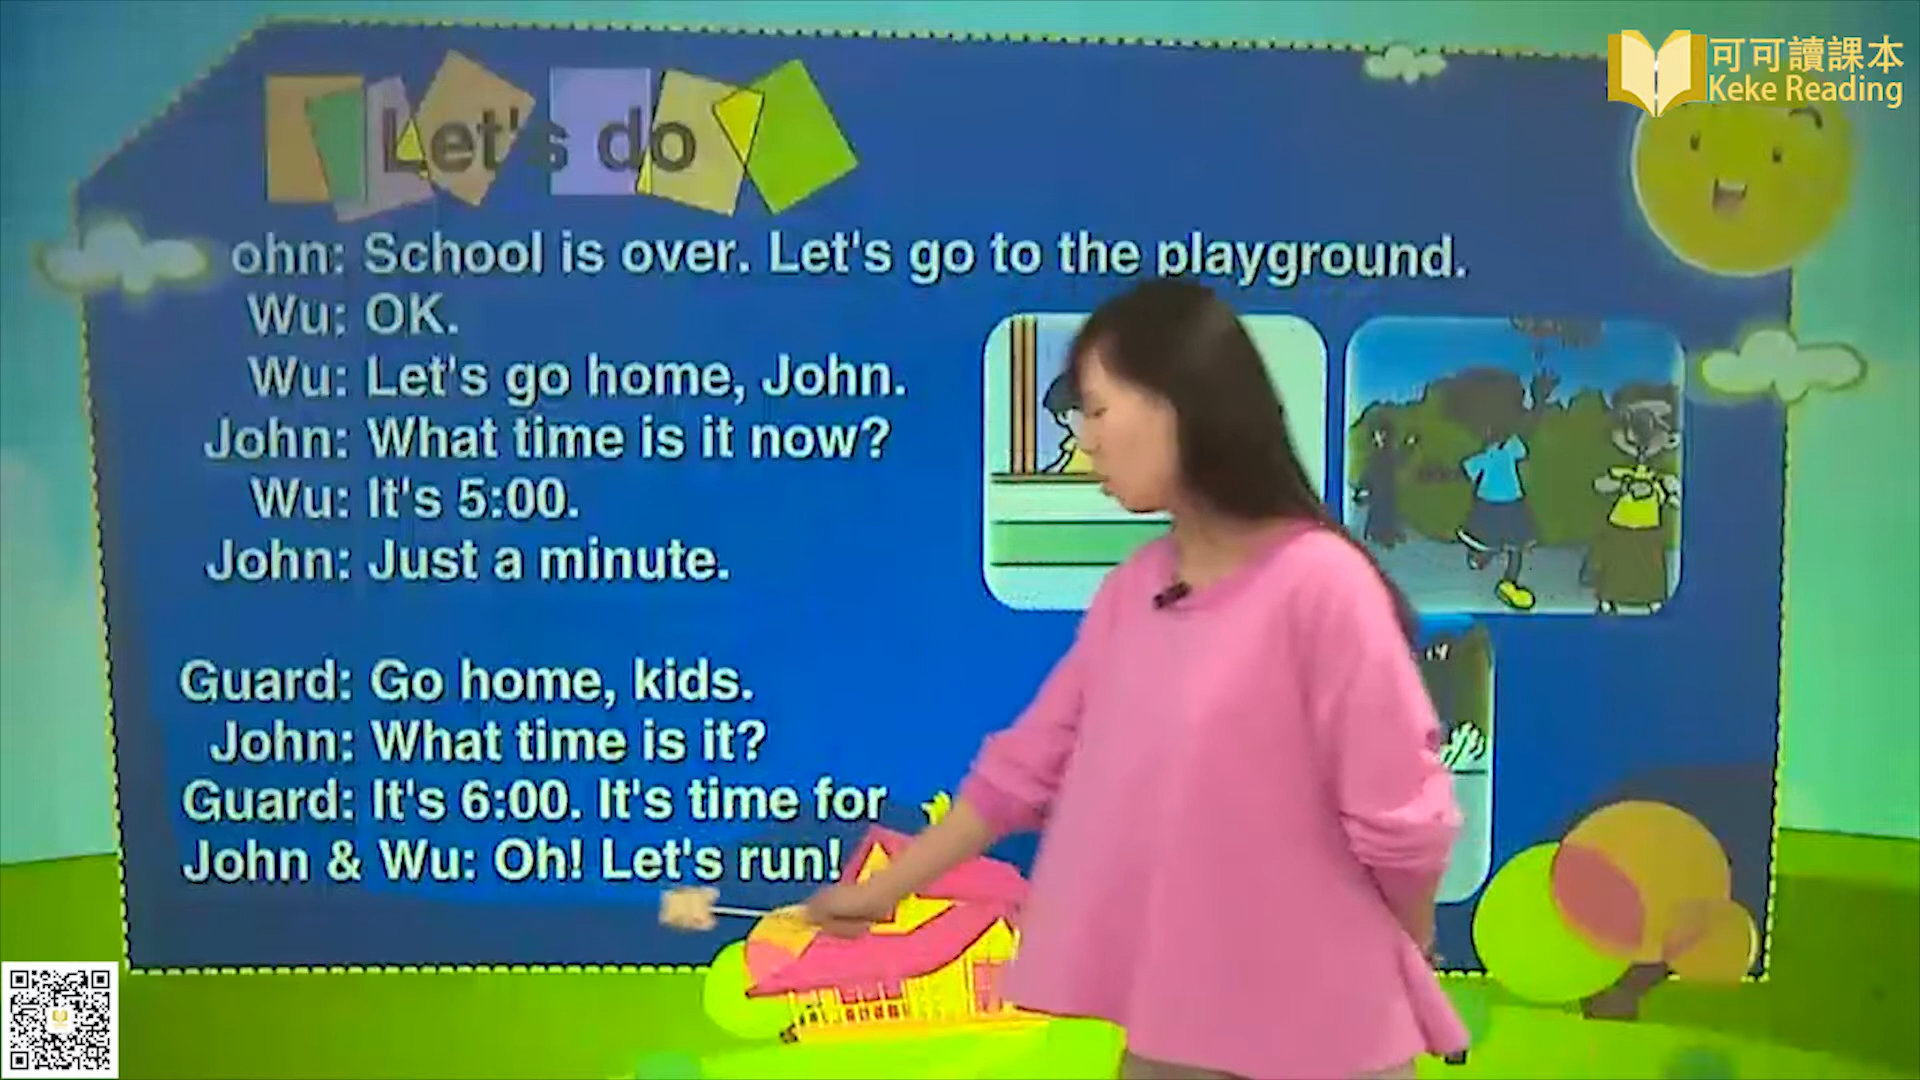 可可讀課本
Keke Reading
Let's do
ohn: School is over. Let's go to the playground.
Wu: OK.
Wu: Let's go home, John.
John: What time is it now?
Wu: It's 5:00.
John: Just a minute.
Guard: Go home, kids.
John: What time is it?
Guard: It's 6:00. It's time for
John & Wu: Oh! Let's run!